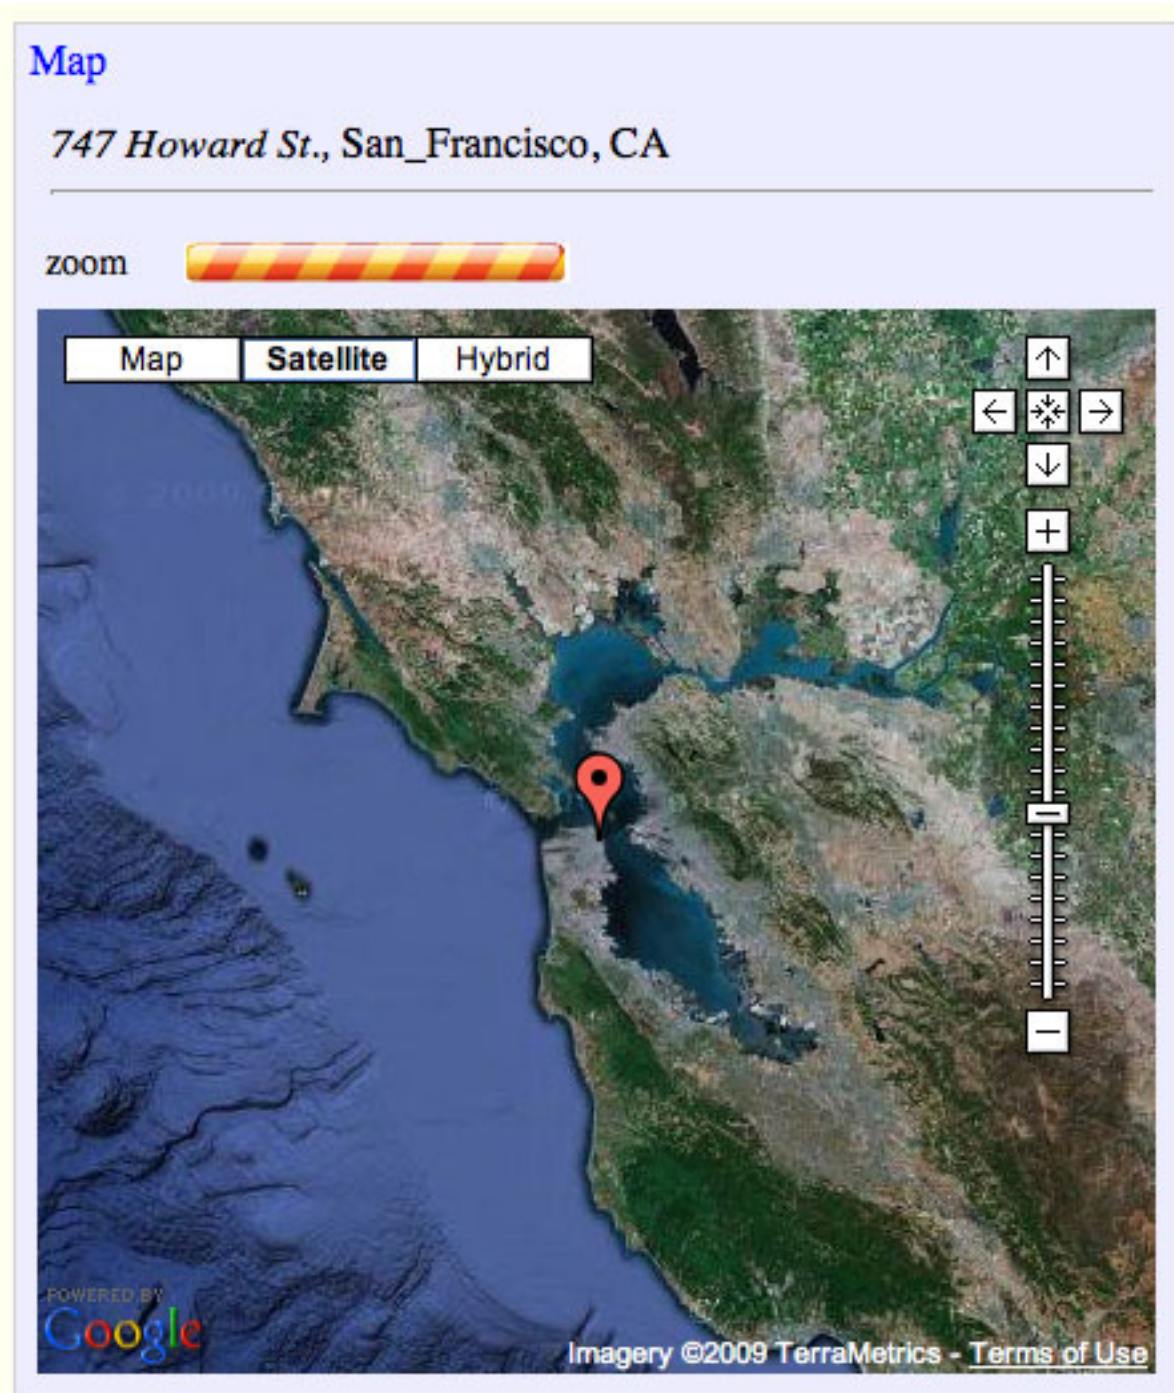 Map
747 Howard St., San_Francisco, CA
zoom
Map Satellite Hybrid
© 2009
POWERED BY
Google
Imagery ©2009 TerraMetrics - Terms of Use